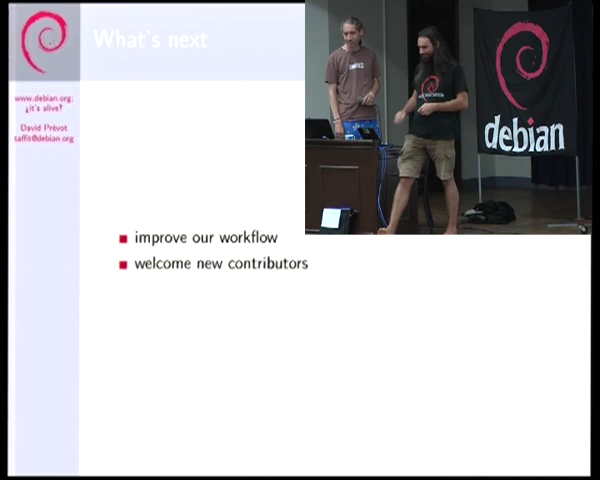 What's next
www.debian.org:
¿it's alive?
David Prévot
taffit@debian.org
improve our workflow
welcome new contributors
debian